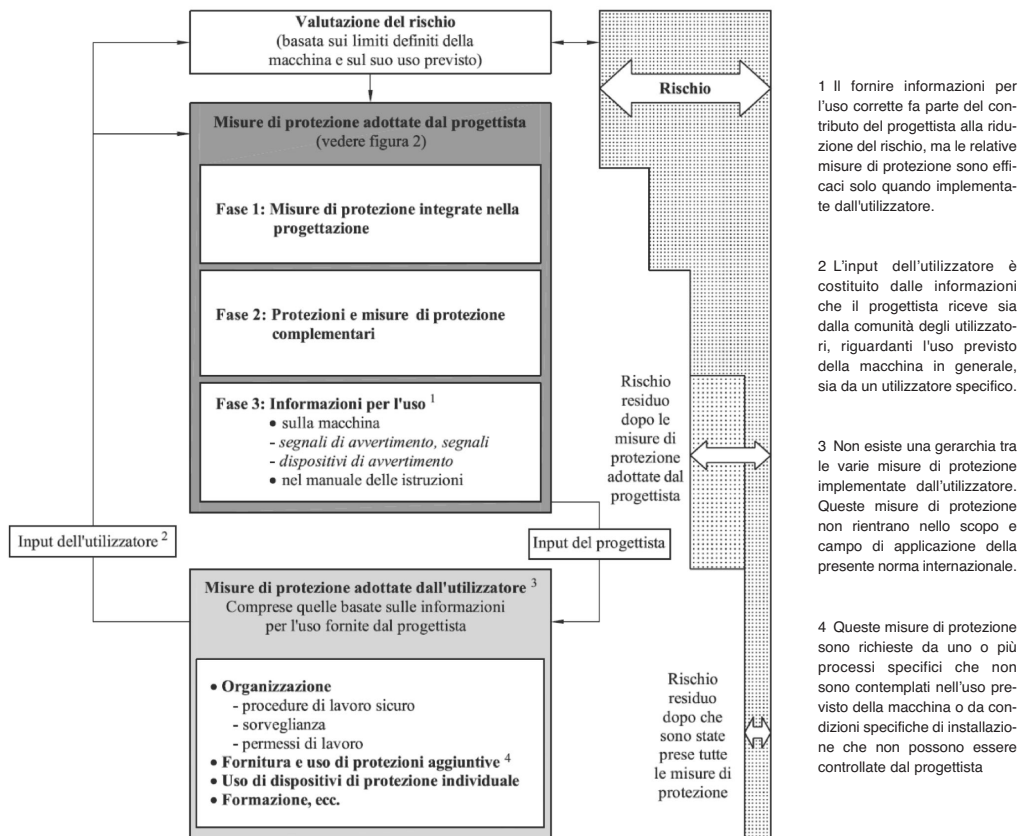 Valutazione del rischio
(basata sui limiti definiti della
macchina e sul suo uso previsto)
Rischio
Misure di protezione adottate dal progettista
(vedere figura 2)
Fase 1: Misure di protezione integrate nella
progettazione
Fase 2: Protezioni e misure di protezione
complementari
Fase 3: Informazioni per l'uso 1
• sulla macchina
- segnali di avvertimento, segnali
- dispositivi di avvertimento
• nel manuale delle istruzioni
Rischio
residuo
dopo le
misure di
protezione
adottate dal
progettista
Input dell'utilizzatore 2
Input del progettista
Misure di protezione adottate dall'utilizzatore 3
Comprese quelle basate sulle informazioni
per l'uso fornite dal progettista
• Organizzazione
- procedure di lavoro sicuro
- sorveglianza
- permessi di lavoro
• Fornitura e uso di protezioni aggiuntive 4
• Uso di dispositivi di protezione individuale
• Formazione, ecc.
Rischio
residuo
dopo che
sono state
prese tutte
le misure di
protezione
1 Il fornire informazioni per
l'uso corrette fa parte del con-
tributo del progettista alla ridu-
zione del rischio, ma le relative
misure di protezione sono effi-
caci solo quando implementa-
te dall'utilizzatore.
2 L'input dell'utilizzatore è
costituito dalle informazioni
che il progettista riceve sia
dalla comunità degli utilizzato-
ri, riguardanti l'uso previsto
della macchina in generale,
sia da un utilizzatore specifico.
3 Non esiste una gerarchia tra
le varie misure di protezione
implementate dall'utilizzatore.
Queste misure di protezione
non rientrano nello scopo e
campo di applicazione della
presente norma internazionale.
4 Queste misure di protezione
sono richieste da uno o più
processi specifici che non
sono contemplati nell'uso pre-
visto della macchina o da con-
dizioni specifiche di installazio-
ne che non possono essere
controllate dal progettista